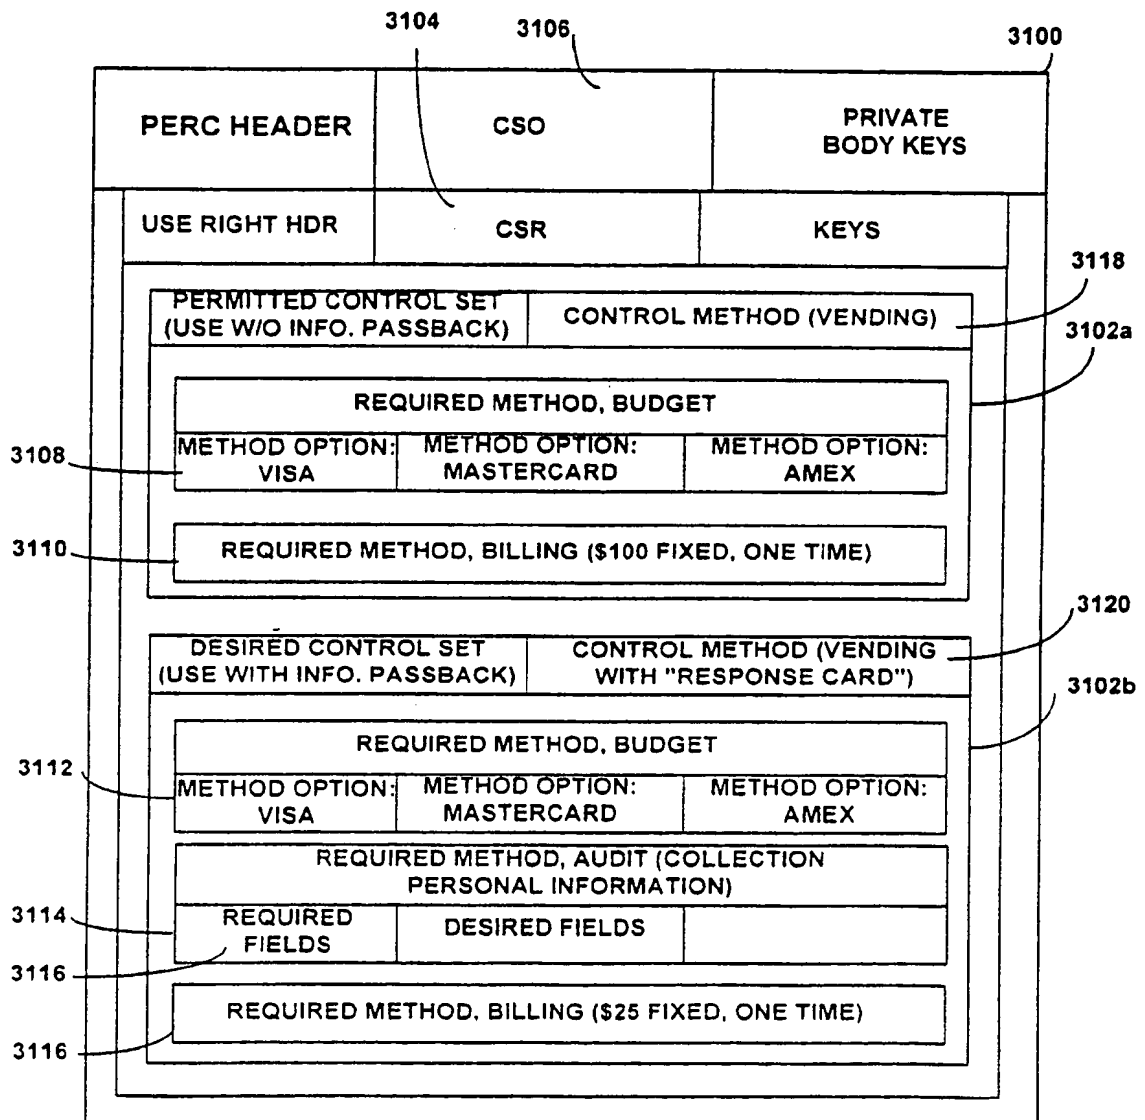 3104
3106
3100
PERC HEADER
CSO
PRIVATE
BODY KEYS
USE RIGHT HDR
CSR
KEYS
3118
PERMITTED CONTROL SET
(USE W/O INFO. PASSBACK)
CONTROL METHOD (VENDING)
3102a
REQUIRED METHOD, BUDGET
3108
METHOD OPTION:
VISA
METHOD OPTION:
MASTERCARD
METHOD OPTION:
AMEX
3110
REQUIRED METHOD, BILLING ($100 FIXED, ONE TIME)
3120
DESIRED CONTROL SET
(USE WITH INFO. PASSBACK)
CONTROL METHOD (VENDING
WITH "RESPONSE CARD")
3102b
REQUIRED METHOD, BUDGET
3112
METHOD OPTION:
VISA
METHOD OPTION:
MASTERCARD
METHOD OPTION:
AMEX
REQUIRED METHOD, AUDIT (COLLECTION
PERSONAL INFORMATION)
3114
REQUIRED
FIELDS
DESIRED FIELDS
3116
REQUIRED METHOD, BILLING ($25 FIXED, ONE TIME)
3116